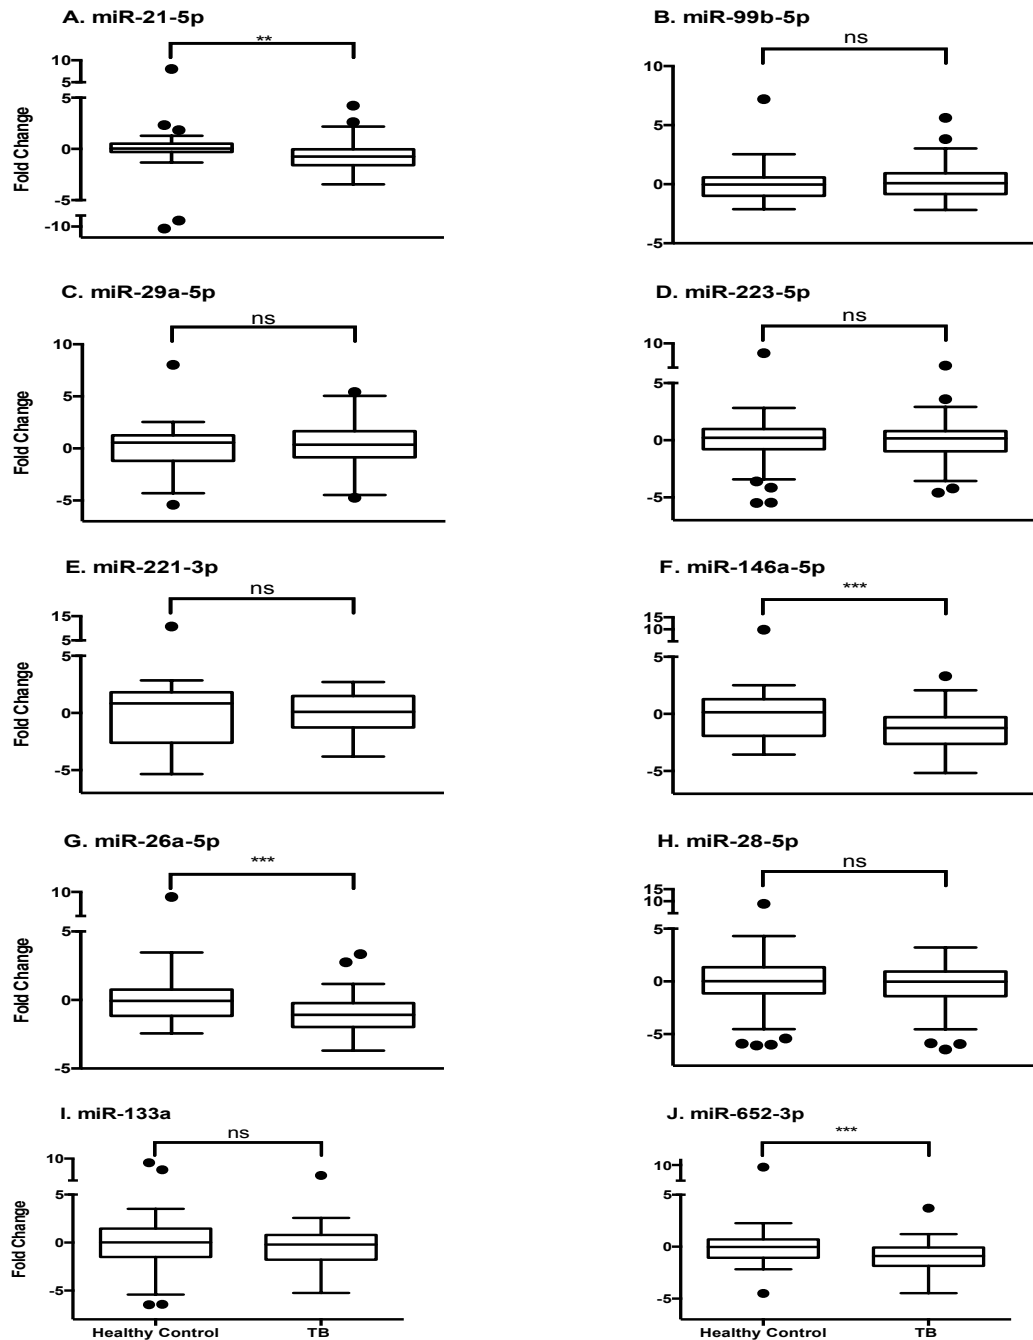 A. miR-21-5p
**
10
5
5
0
-5
-10
Fold Change
B. miR-99b-5p
ns
10
5
0
-5
C. miR-29a-5p
ns
10
5
0
-5
Fold Change
D. miR-223-5p
ns
10
5
0
-5
E. miR-221-3p
ns
15
5
5
0
-5
Fold Change
F. miR-146a-5p
***
15
10
5
0
-5
G. miR-26a-5p
***
10
5
0
-5
Fold Change
H. miR-28-5p
ns
15
10
5
0
-5
I. miR-133a
ns
10
5
0
-5
Fold Change
Healthy Control TB
J. miR-652-3p
***
10
5
0
-5
Healthy Control TB